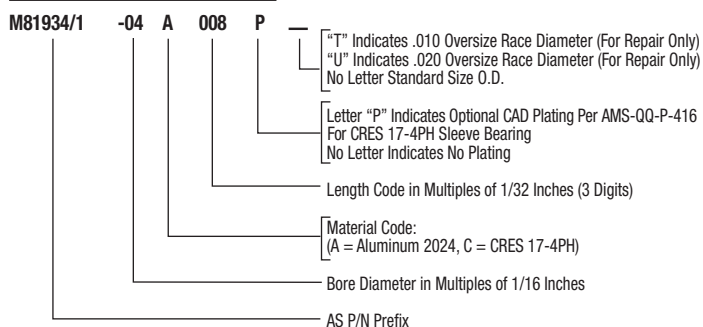 M81934/1 -04 A 008 P —
“T” Indicates .010 Oversize Race Diameter (For Repair Only)
“U” Indicates .020 Oversize Race Diameter (For Repair Only)
No Letter Standard Size O.D.
Letter “P” Indicates Optional CAD Plating Per AMS-QQ-P-416
For CRES 17-4PH Sleeve Bearing
No Letter Indicates No Plating
Length Code in Multiples of 1/32 Inches (3 Digits)
Material Code:
(A = Aluminum 2024, C = CRES 17-4PH)
Bore Diameter in Multiples of 1/16 Inches
AS P/N Prefix